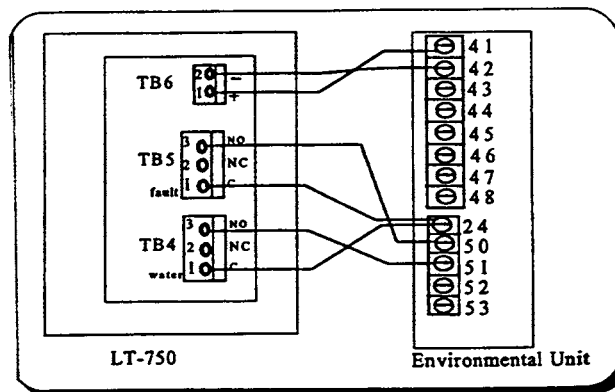 TB6
2 -
1 +
TB5
3 NO
2 NC
1 C
fault
TB4
3 NO
2 NC
1 C
water
LT-750
41
42
43
44
45
46
47
48
24
50
51
52
53
Environmental Unit